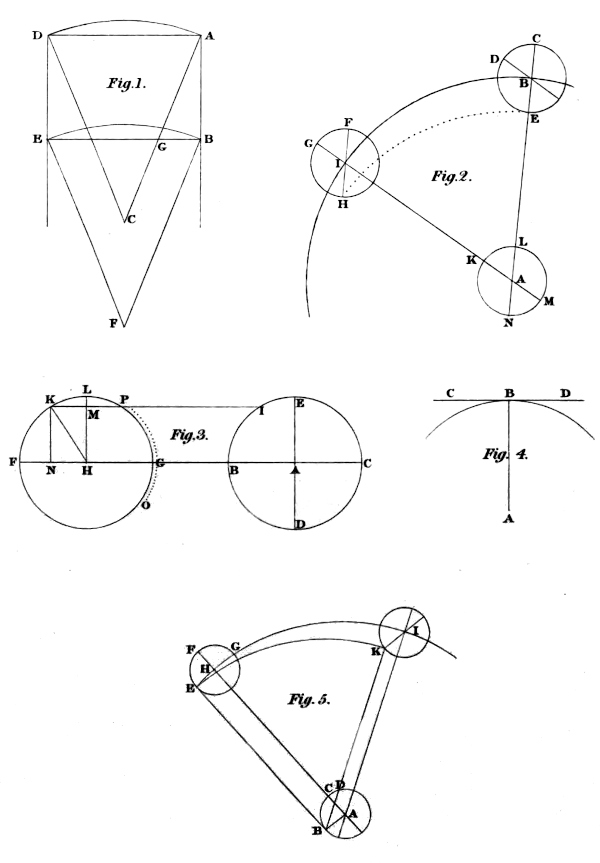 D A
Fig.1.
E G B
C
F
C
D
B
E
F
G
I
H
Fig.2.
L
K A
M
N
L
K P
M I E
Fig.3.
F N H G B A C
O D
C B D
Fig. 4.
A
F G
H
E
I
K
Fig. 5.
C D
A
B